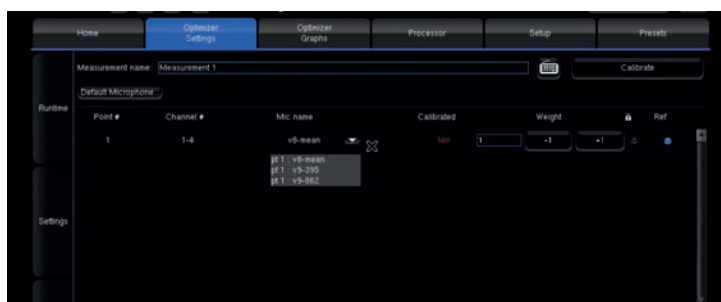 Home Optimizer Settings Optimizer Graphs Processor Setup Presets
Measurement name: Measurement 1 Calibrate
Default Microphone
Runtime
Point # Channel # Mic name Calibrated Weight Ref
1 1-4 v8-mean No! 1 -1 +1
pt 1 : v8-mean
pt 1 : v9-395
pt 1 : v9-862
Settings